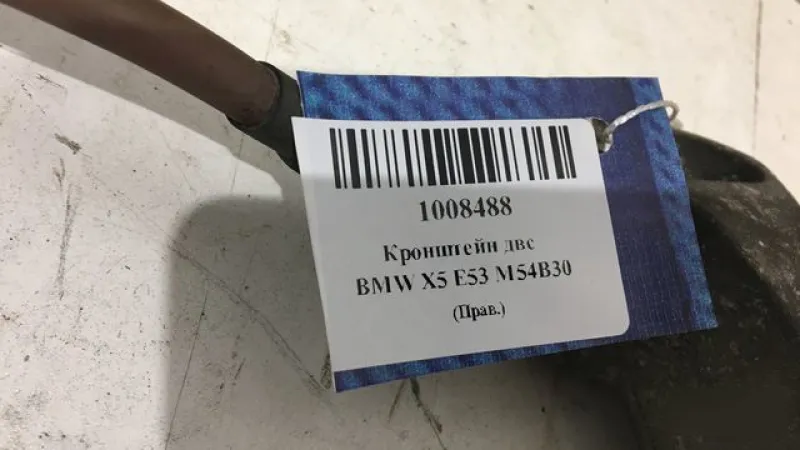 1008488
Кронштейн двс
BMW X5 E53 M54B30
(Прав.)